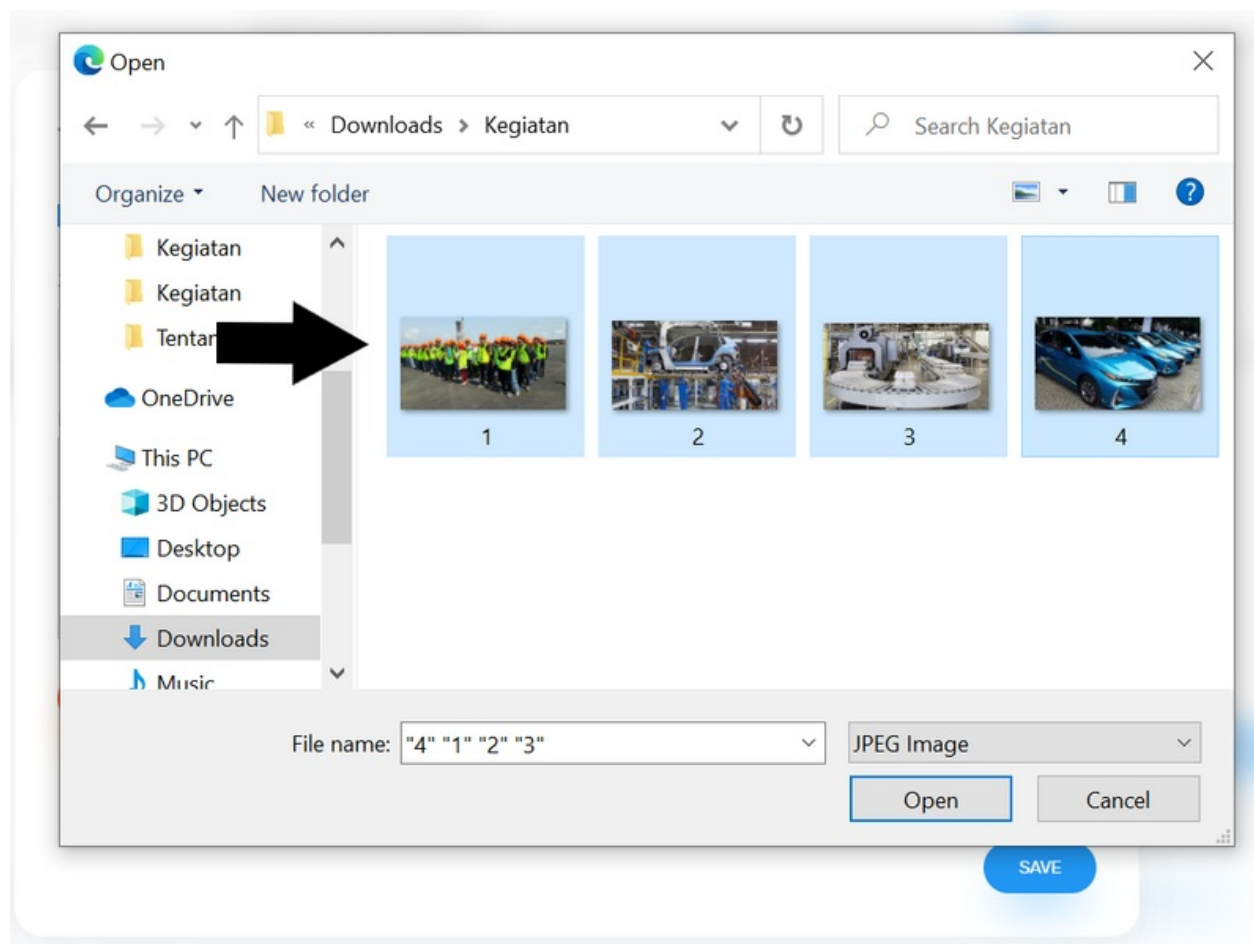 Open
« Downloads > Kegiatan
Search Kegiatan
Organize
New folder
Kegiatan
Kegiatan
OneDrive
This PC
3D Objects
Desktop
Documents
Downloads
Music
1
2
3
4
File name: "4" "1" "2" "3"
JPEG Image
Open
Cancel
SAVE